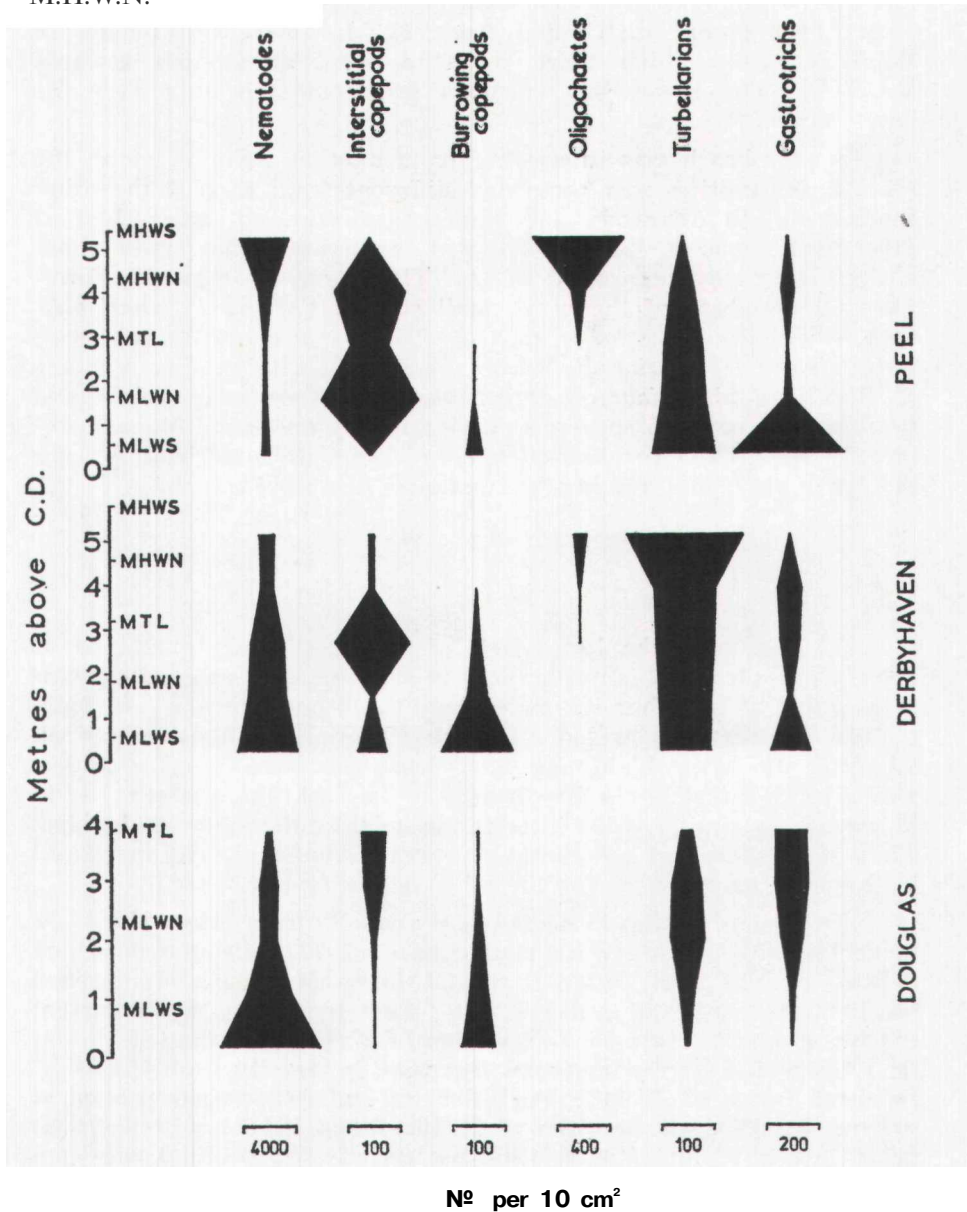 M.H.W.N.
Nematodes
Interstitial
copepods
Burrowing
copepods
Oligochaetes
Turbellarians
Gastrotrichs
Metres above C.D.
MHWS
5
MHWN
4
3
MTL
2
MLWN
1
MLWS
0
PEEL
MHWS
5
MHWN
4
MTL
3
2
MLWN
1
MLWS
0
DERBYHAVEN
4
MTL
3
MLWN
2
1
MLWS
0
DOUGLAS
4000 100 100 400 100 200
Nº per 10 cm²